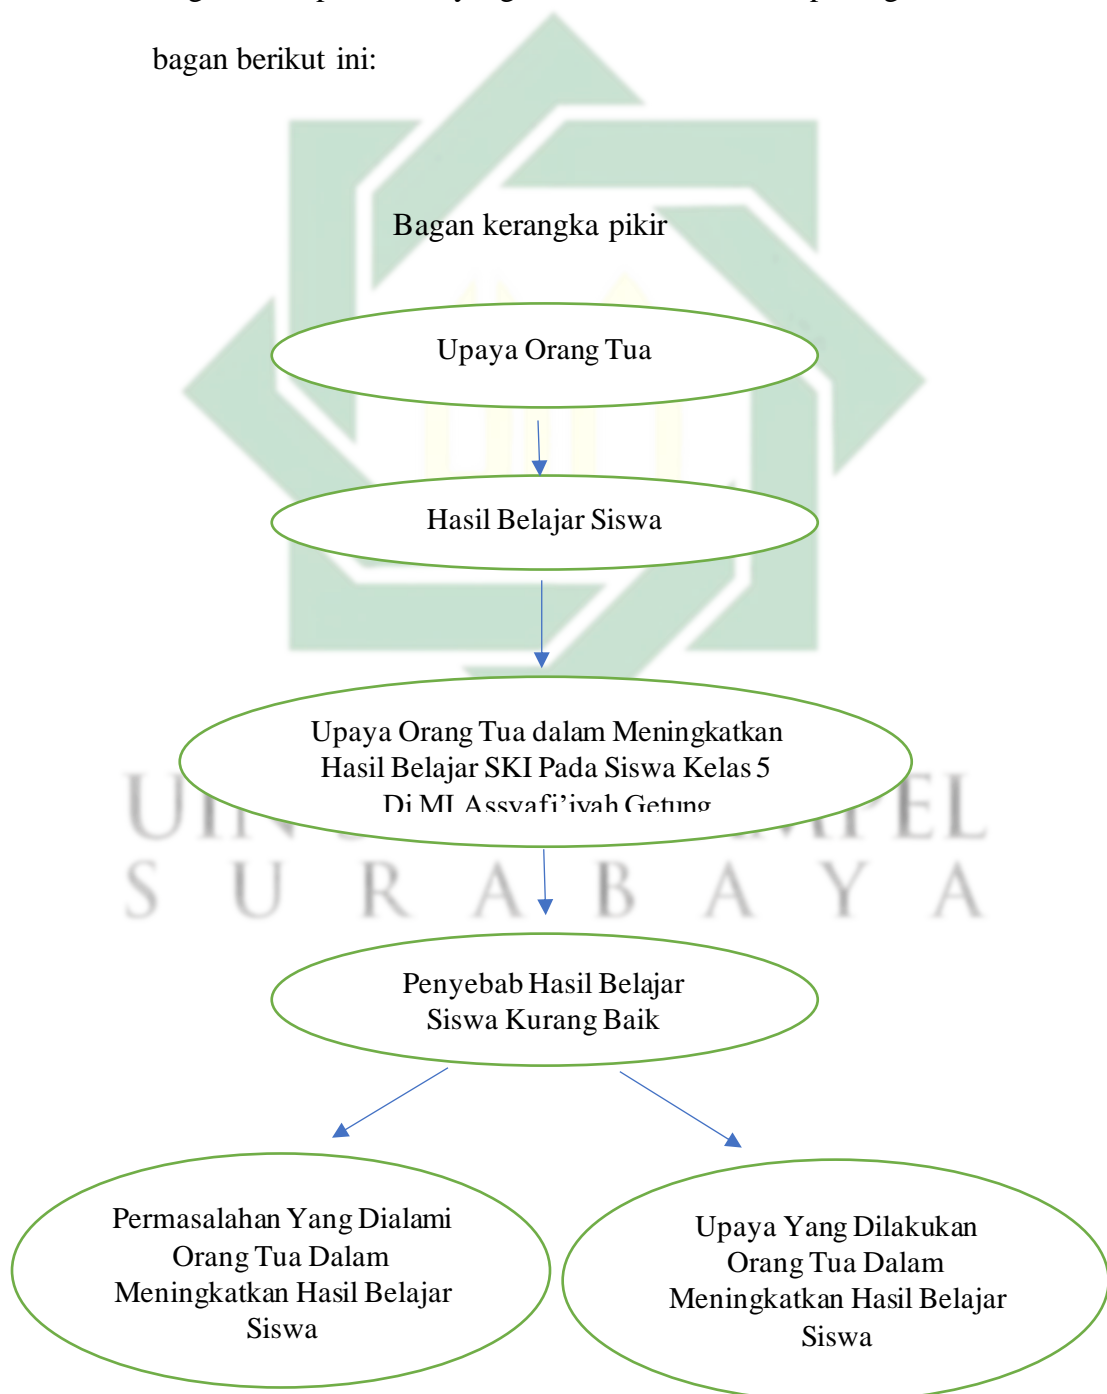 bagan berikut ini:
Bagan kerangka pikir
Upaya Orang Tua
Hasil Belajar Siswa
Upaya Orang Tua dalam Meningkatkan
Hasil Belajar SKI Pada Siswa Kelas 5
Di MI Assyafi’iyah Getung
UIN S MPEL
S U R A B A Y A
Penyebab Hasil Belajar
Siswa Kurang Baik
Permasalahan Yang Dialami
Orang Tua Dalam
Meningkatkan Hasil Belajar
Siswa
Upaya Yang Dilakukan
Orang Tua Dalam
Meningkatkan Hasil Belajar
Siswa